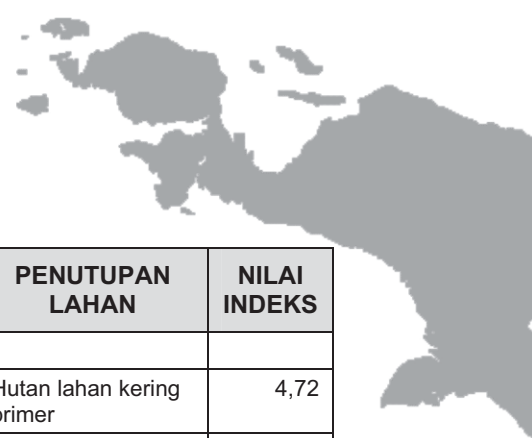 PENUTUPAN
LAHAN
NILAI
INDEKS
Hutan lahan kering
primer
4,72